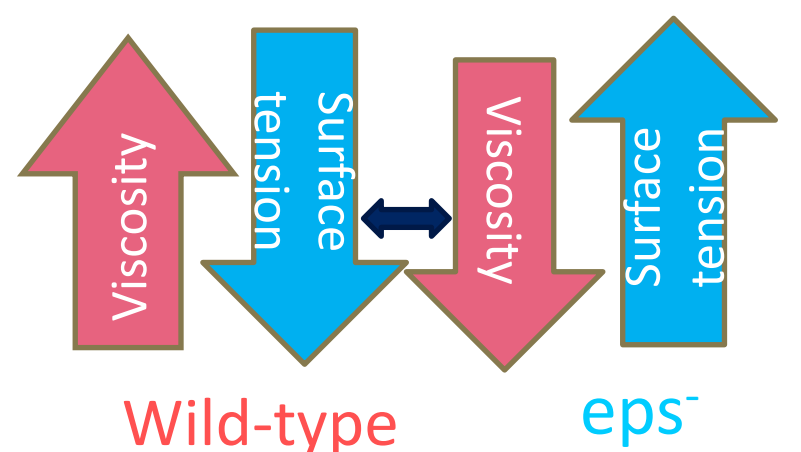 Viscosity
Surface
tension
Viscosity
Surface
tension
Wild-type
eps⁻